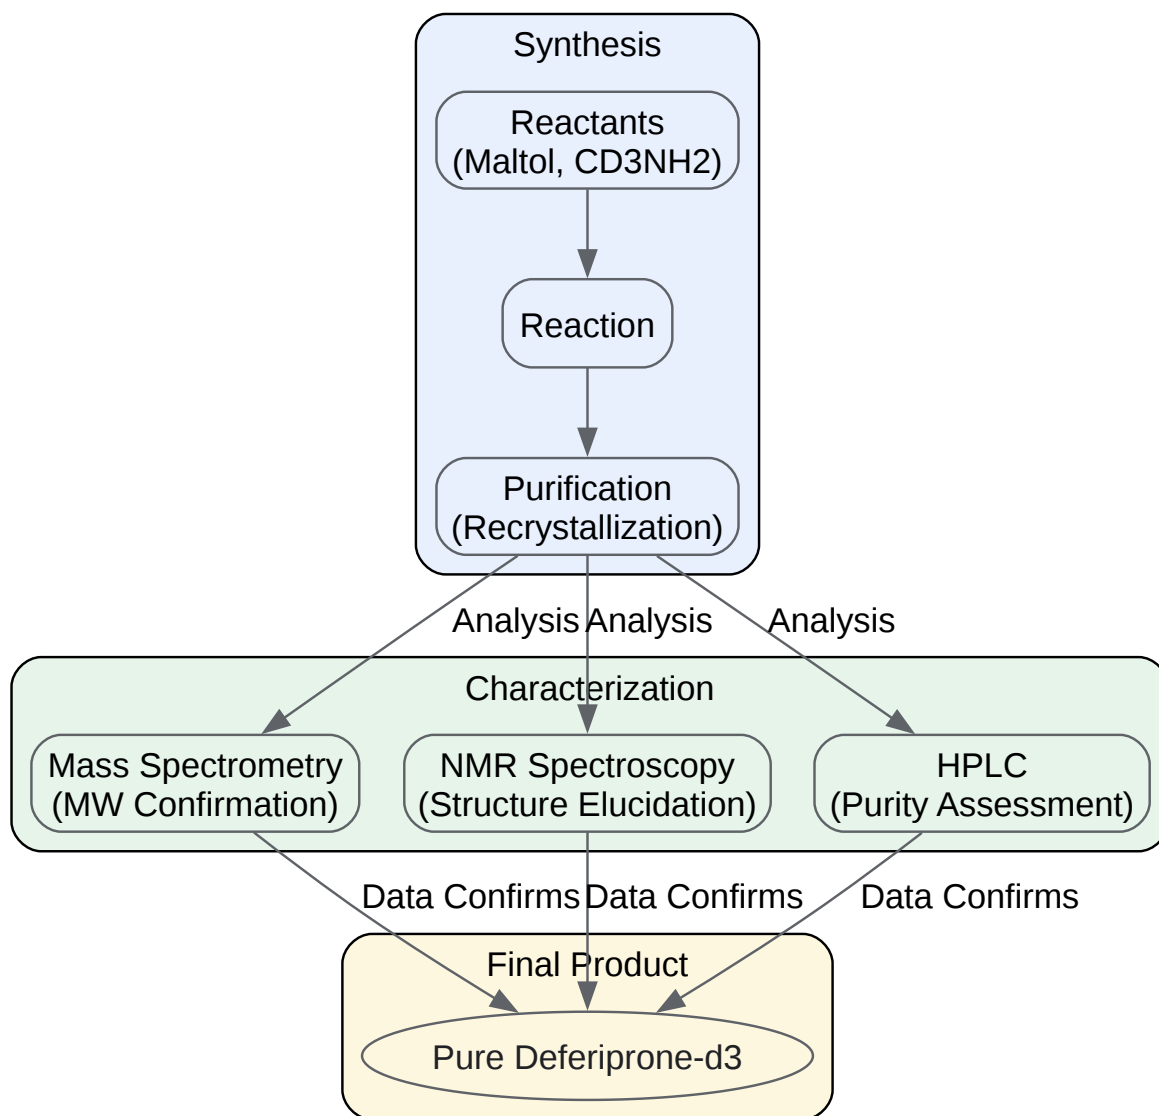 Synthesis
Reactants
(Maltol, CD3NH2)
Reaction
Purification
(Recrystallization)
Analysis
Analysis
Analysis
Characterization
Mass Spectrometry
(MW Confirmation)
NMR Spectroscopy
(Structure Elucidation)
HPLC
(Purity Assessment)
Data Confirms
Data Confirms
Data Confirms
Final Product
Pure Deferiprone-d3